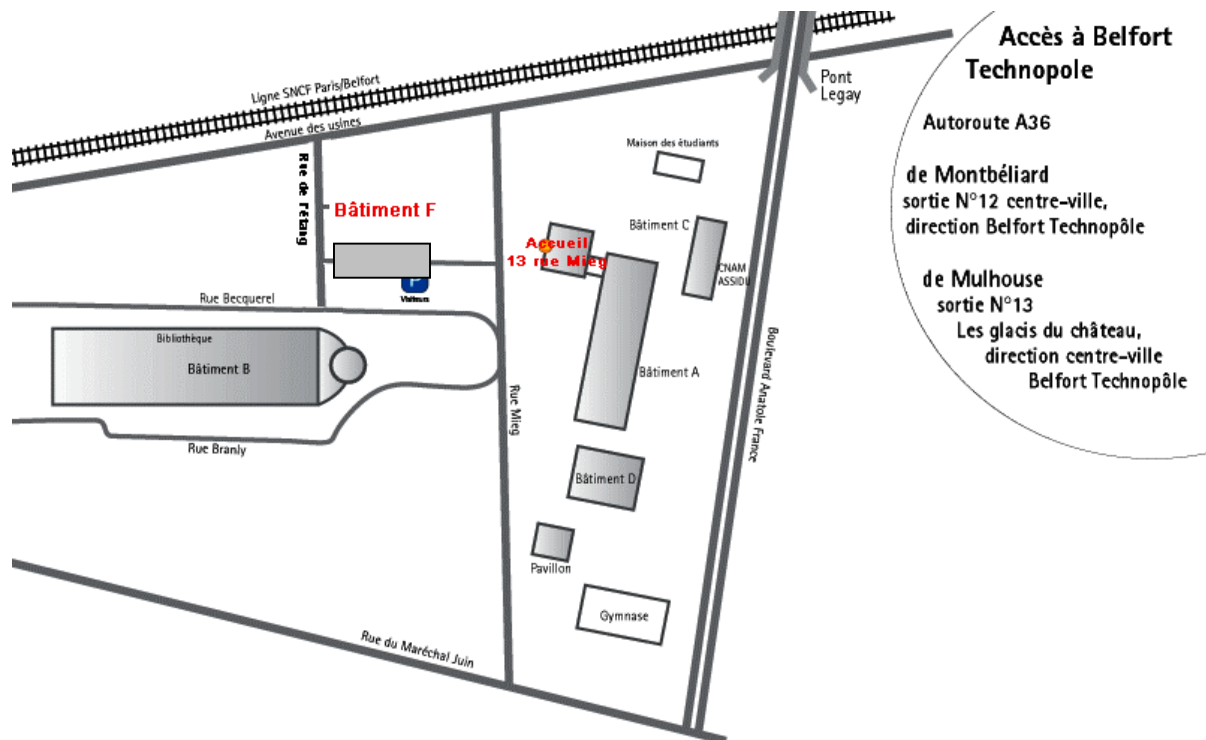 Accès à Belfort
Technopole
Autoroute A36
de Montbéliard
sortie N°12 centre-ville,
direction Belfort Technopôle
de Mulhouse
sortie N°13
Les glacis du château,
direction centre-ville
Belfort Technopôle
Pont
Legay
Ligne SNCF Paris/Belfort
Avenue des usines
Rue de l'étang
Maison des étudiants
Bâtiment F
Bâtiment C
Accueil
13 rue Mieg
CNAM
ASSIDU
P
Visiteurs
Rue Becquerel
Bibliothèque
Bâtiment B
Bâtiment A
Boulevard Anatole France
Rue Mieg
Rue Branly
Bâtiment D
Pavillon
Gymnase
Rue du Maréchal Juin